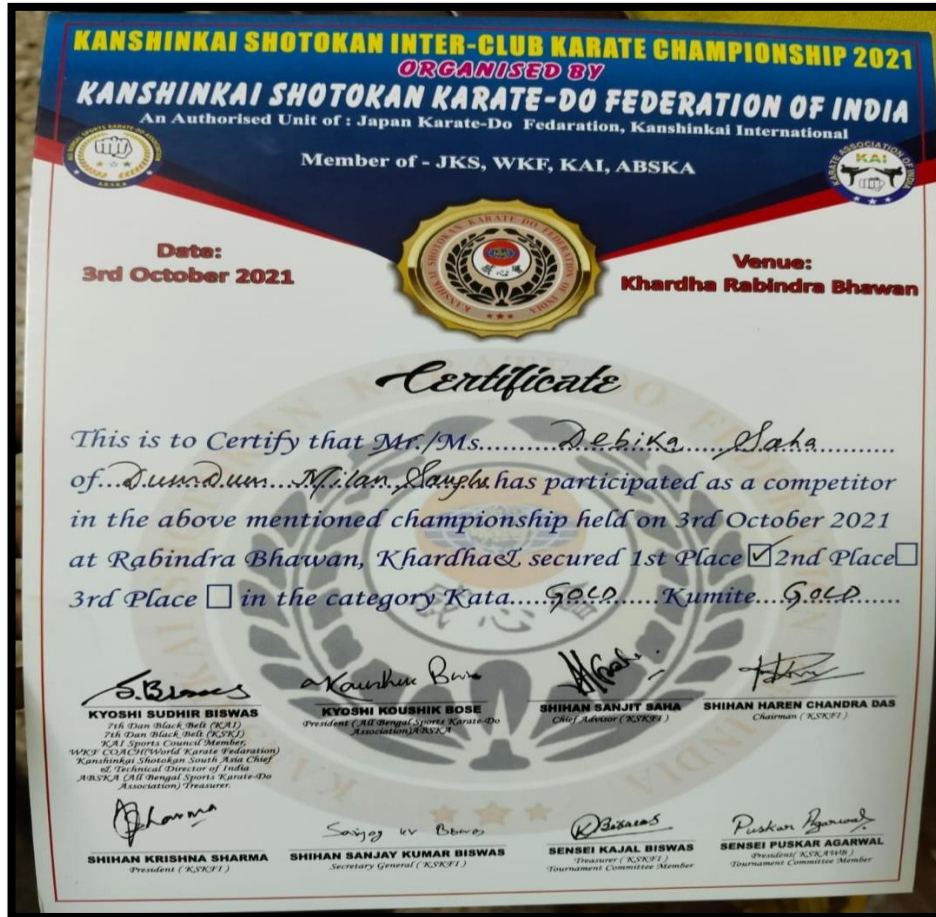 KANSHINKAI SHOTOKAN INTER-CLUB KARATE CHAMPIONSHIP 2021
ORGANISED BY
KANSHINKAI SHOTOKAN KARATE-DO FEDERATION OF INDIA
An Authorised Unit of : Japan Karate-Do Fedaration, Kanshinkai International
Member of - JKS, WKF, KAI, ABSKA
KARATE ASSOCIATION OF INDIA
KAI
A.B.S.K.A
Date:
3rd October 2021
Venue:
Khardha Rabindra Bhawan
Certificate
This is to Certify that Mr./Ms......Debika....Saha..........
of...DumDum...Milan Sangha has participated as a competitor
in the above mentioned championship held on 3rd October 2021
at Rabindra Bhawan, Khardha& secured 1st Place ☑ 2nd Place ☐
3rd Place ☐ in the category Kata....GOLD........Kumite....GOLD.......
S. Biswas
KYOSHI SUDHIR BISWAS
7th Dan Black Belt (KAI)
7th Dan Black Belt (KSKI)
KAI Sports Council Member,
WKF COACH(World Karate Fedaration)
Kanshinkai Shotokan South Asia Chief
& Technical Director of India
ABSKA (All Bengal Sports Karate-Do
Association) Treasurer.
KYOSHI KOUSHIK BOSE
President (All Bengal Sports Karate-Do
Association)ABSKA
SHIHAN SANJIT SAHA
Chief Advisor (KSKFI)
SHIHAN HAREN CHANDRA DAS
Chairman (KSKFI)
SHIHAN KRISHNA SHARMA
President (KSKFI)
SHIHAN SANJAY KUMAR BISWAS
Secretary General (KSKFI)
SENSEI KAJAL BISWAS
Treasurer (KSKFI)
Tournament Committee Member
Puskar Agarwal
SENSEI PUSKAR AGARWAL
President( KSKAWB )
Tournament Committee Member